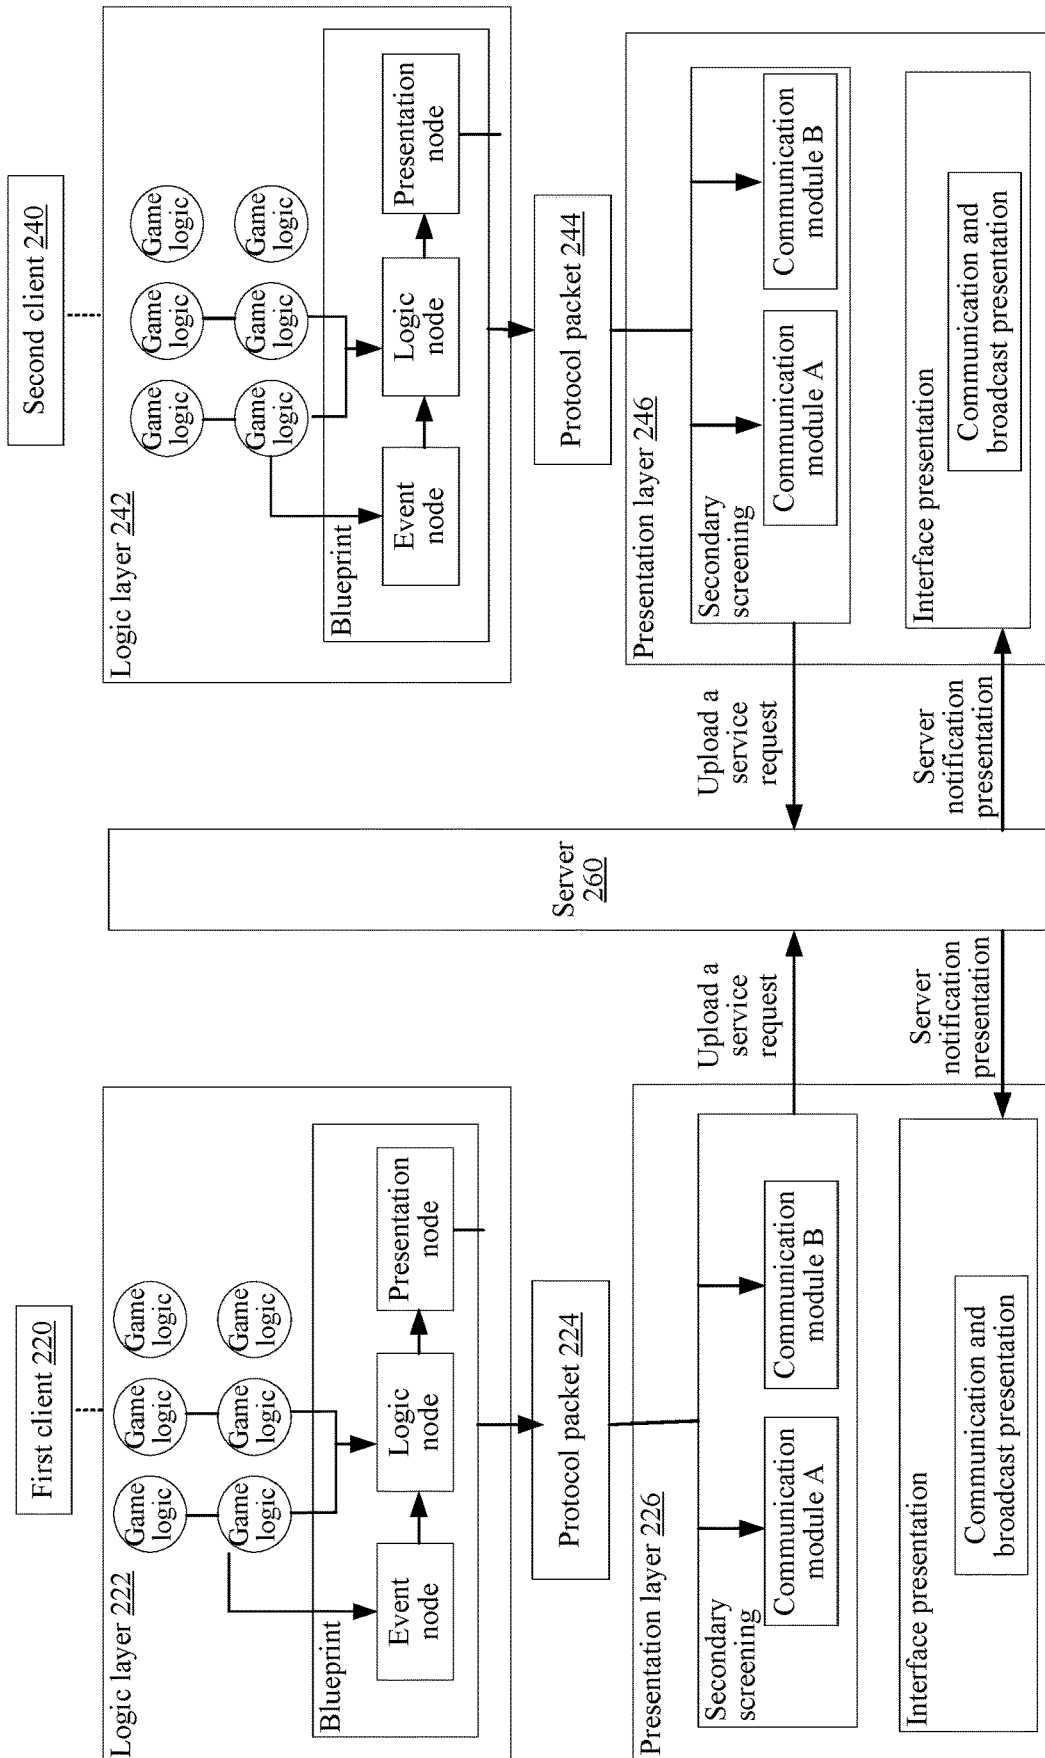 First client 220
Logic layer 222
Game
logic
Game
logic
Game
logic
Game
logic
Game
logic
Game
logic
Blueprint
Event
node
Logic
node
Presentation
node
Protocol packet 224
Presentation layer 226
Secondary
screening
Communication
module A
Communication
module B
Interface presentation
Communication and
broadcast presentation
Upload a
service
request
Server
notification
presentation
Server
260
Upload a
service
request
Server
notification
presentation
Second client 240
Logic layer 242
Game
logic
Game
logic
Game
logic
Game
logic
Game
logic
Game
logic
Blueprint
Event
node
Logic
node
Presentation
node
Protocol packet 244
Presentation layer 246
Secondary
screening
Communication
module A
Communication
module B
Interface presentation
Communication and
broadcast presentation